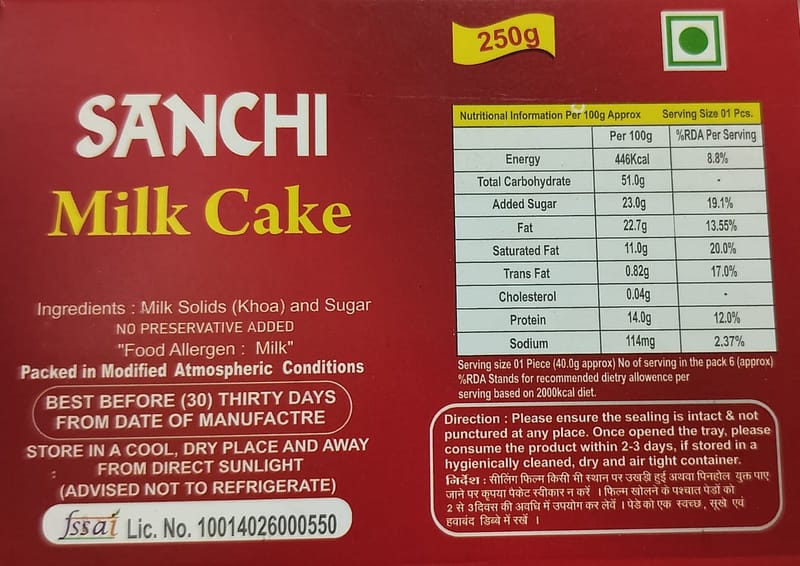 250g
SANCHI
Milk Cake
Ingredients : Milk Solids (Khoa) and Sugar
NO PRESERVATIVE ADDED
"Food Allergen : Milk"
Packed in Modified Atmospheric Conditions
BEST BEFORE (30) THIRTY DAYS
FROM DATE OF MANUFACTRE
STORE IN A COOL, DRY PLACE AND AWAY
FROM DIRECT SUNLIGHT
(ADVISED NOT TO REFRIGERATE)
fssai Lic. No. 10014026000550
Nutritional Information Per 100g Approx Serving Size 01 Pcs.
Per 100g %RDA Per Serving
Energy 446Kcal 8.8%
Total Carbohydrate 51.0g -
Added Sugar 23.0g 19.1%
Fat 22.7g 13.55%
Saturated Fat 11.0g 20.0%
Trans Fat 0.82g 17.0%
Cholesterol 0.04g -
Protein 14.0g 12.0%
Sodium 114mg 2.37%
Serving size 01 Piece (40.0g approx) No of serving in the pack 6 (approx)
%RDA Stands for recommended dietry allowence per
serving based on 2000kcal diet.
Direction : Please ensure the sealing is intact & not
punctured at any place. Once opened the tray, please
consume the product within 2-3 days, if stored in a
hygienically cleaned, dry and air tight container.
निर्देश : सीलिंग फिल्म किसी भी स्थान पर उखड़ी हुई अथवा पिनहोल युक्त पाए
जाने पर कृपया पैकेट स्वीकार न करें । फिल्म खोलने के पश्चात पेडों को
2 से 3 दिवस की अवधि में उपयोग कर लेवें । पेडे को एक स्वच्छ, सूखे एवं
हवाबंद डिब्बे में रखें ।